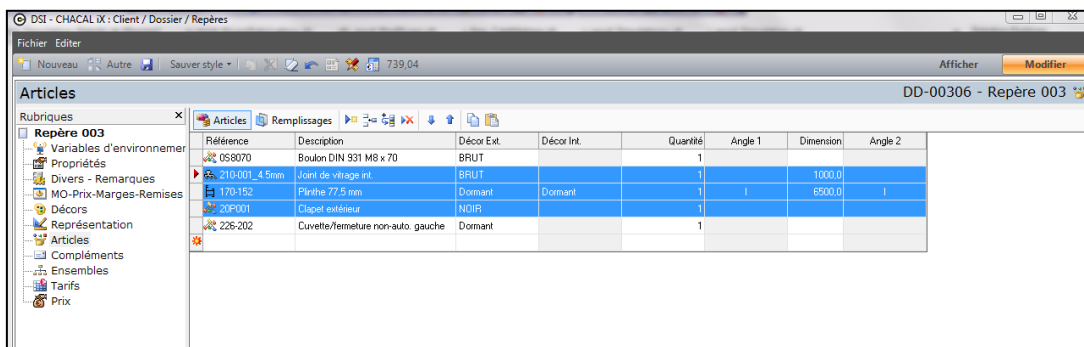 DSI - CHACAL iX : Client / Dossier / Repères
Fichier Editer
Nouveau Autre Sauver style 739,04 Afficher Modifier
Articles DD-00306 - Repère 003
Rubriques x
Articles Remplissages
Repère 003
Variables d'environnemer
Propriétés
Divers - Remarques
MO-Prix-Marges-Remises
Décors
Représentation
Articles
Compléments
Ensembles
Tarifs
Prix
Référence Description Décor Ext. Décor Int. Quantité Angle 1 Dimension Angle 2
0S8070 Boulon DIN 931 M8 x 70 BRUT 1
210-001_4.5mm Joint de vitrage int. BRUT 1 1000,0
170-152 Plinthe 77,5 mm Dormant Dormant 1 I 6500,0 I
20P001 Clapet extérieur NOIR 1
226-202 Cuvette/fermeture non-auto. gauche Dormant 1